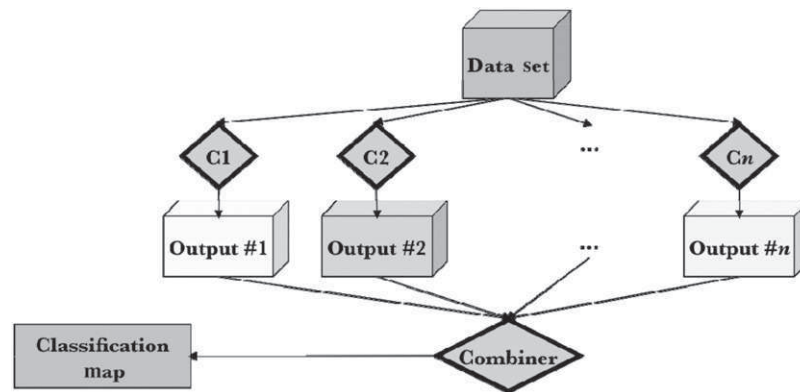 Data set
C1
C2
...
Cn
Output #1
Output #2
...
Output #n
Combiner
Classification
map